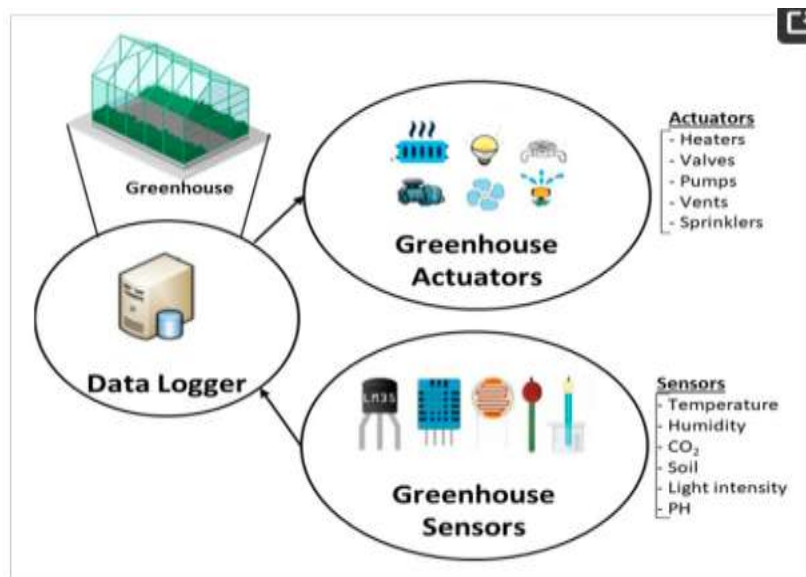 Greenhouse
Data Logger
Greenhouse
Actuators
Actuators
- Heaters
- Valves
- Pumps
- Vents
- Sprinklers
LM35
Greenhouse
Sensors
Sensors
- Temperature
- Humidity
- CO₂
- Soil
- Light intensity
- PH